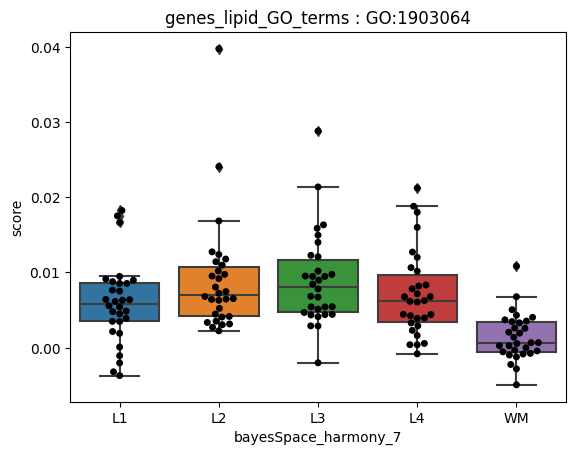 genes_lipid_GO_terms : GO:1903064
0.04
0.03
0.02
0.01
0.00
score
L1 L2 L3 L4 WM
bayesSpace_harmony_7